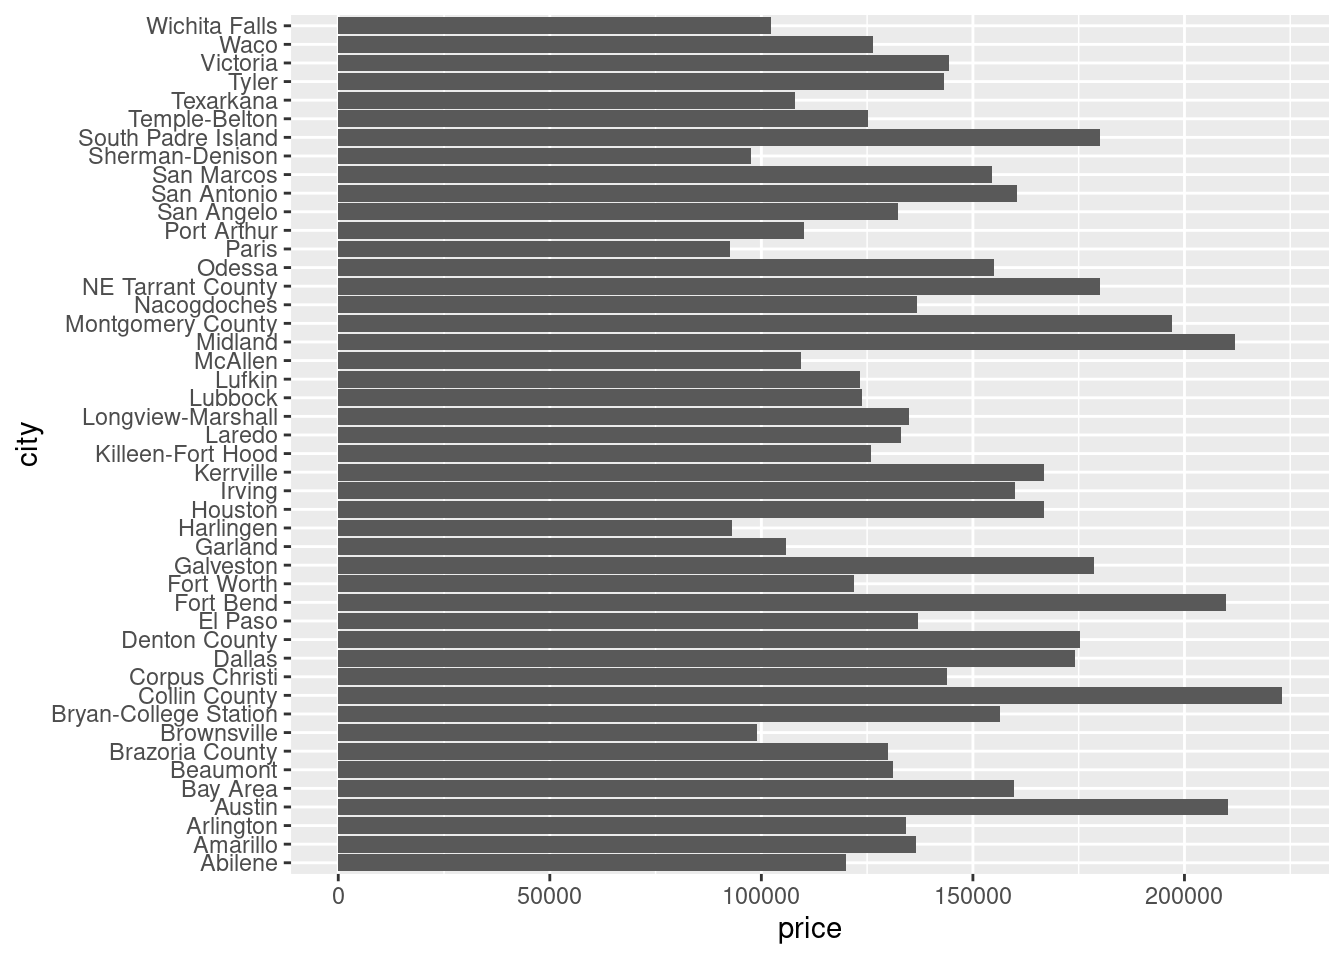 Wichita Falls
Waco
Victoria
Tyler
Texarkana
Temple-Belton
South Padre Island
Sherman-Denison
San Marcos
San Antonio
San Angelo
Port Arthur
Paris
Odessa
NE Tarrant County
Nacogdoches
Montgomery County
Midland
McAllen
Lufkin
Lubbock
Longview-Marshall
Laredo
Killeen-Fort Hood
Kerrville
Irving
Houston
Harlingen
Garland
Galveston
Fort Worth
Fort Bend
El Paso
Denton County
Dallas
Corpus Christi
Collin County
Bryan-College Station
Brownsville
Brazoria County
Beaumont
Bay Area
Austin
Arlington
Amarillo
Abilene
city
0 50000 100000 150000 200000
price